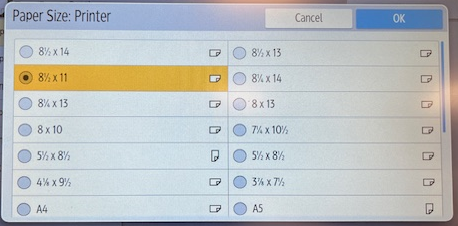 Paper Size: Printer
Cancel
OK
8½ x 14
8½ x 13
8½ x 11
8¼ x 14
8¼ x 13
8 x 13
8 x 10
7¼ x 10½
5½ x 8½
5½ x 8½
4⅛ x 9½
3⅞ x 7½
A4
A5